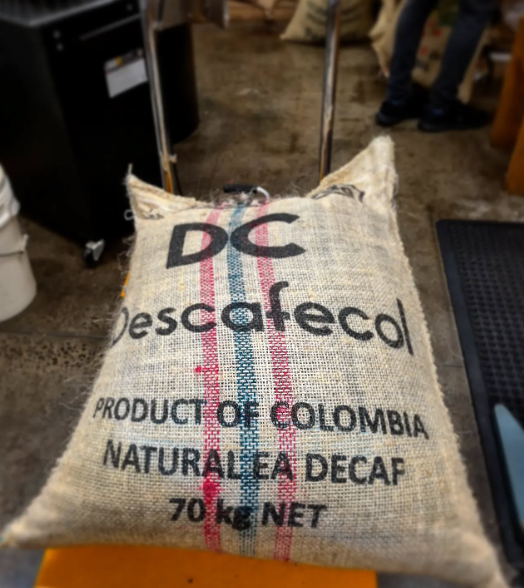 DC
Descafecol
PRODUCT OF COLOMBIA
NATURAL EA DECAF
70 kg NET